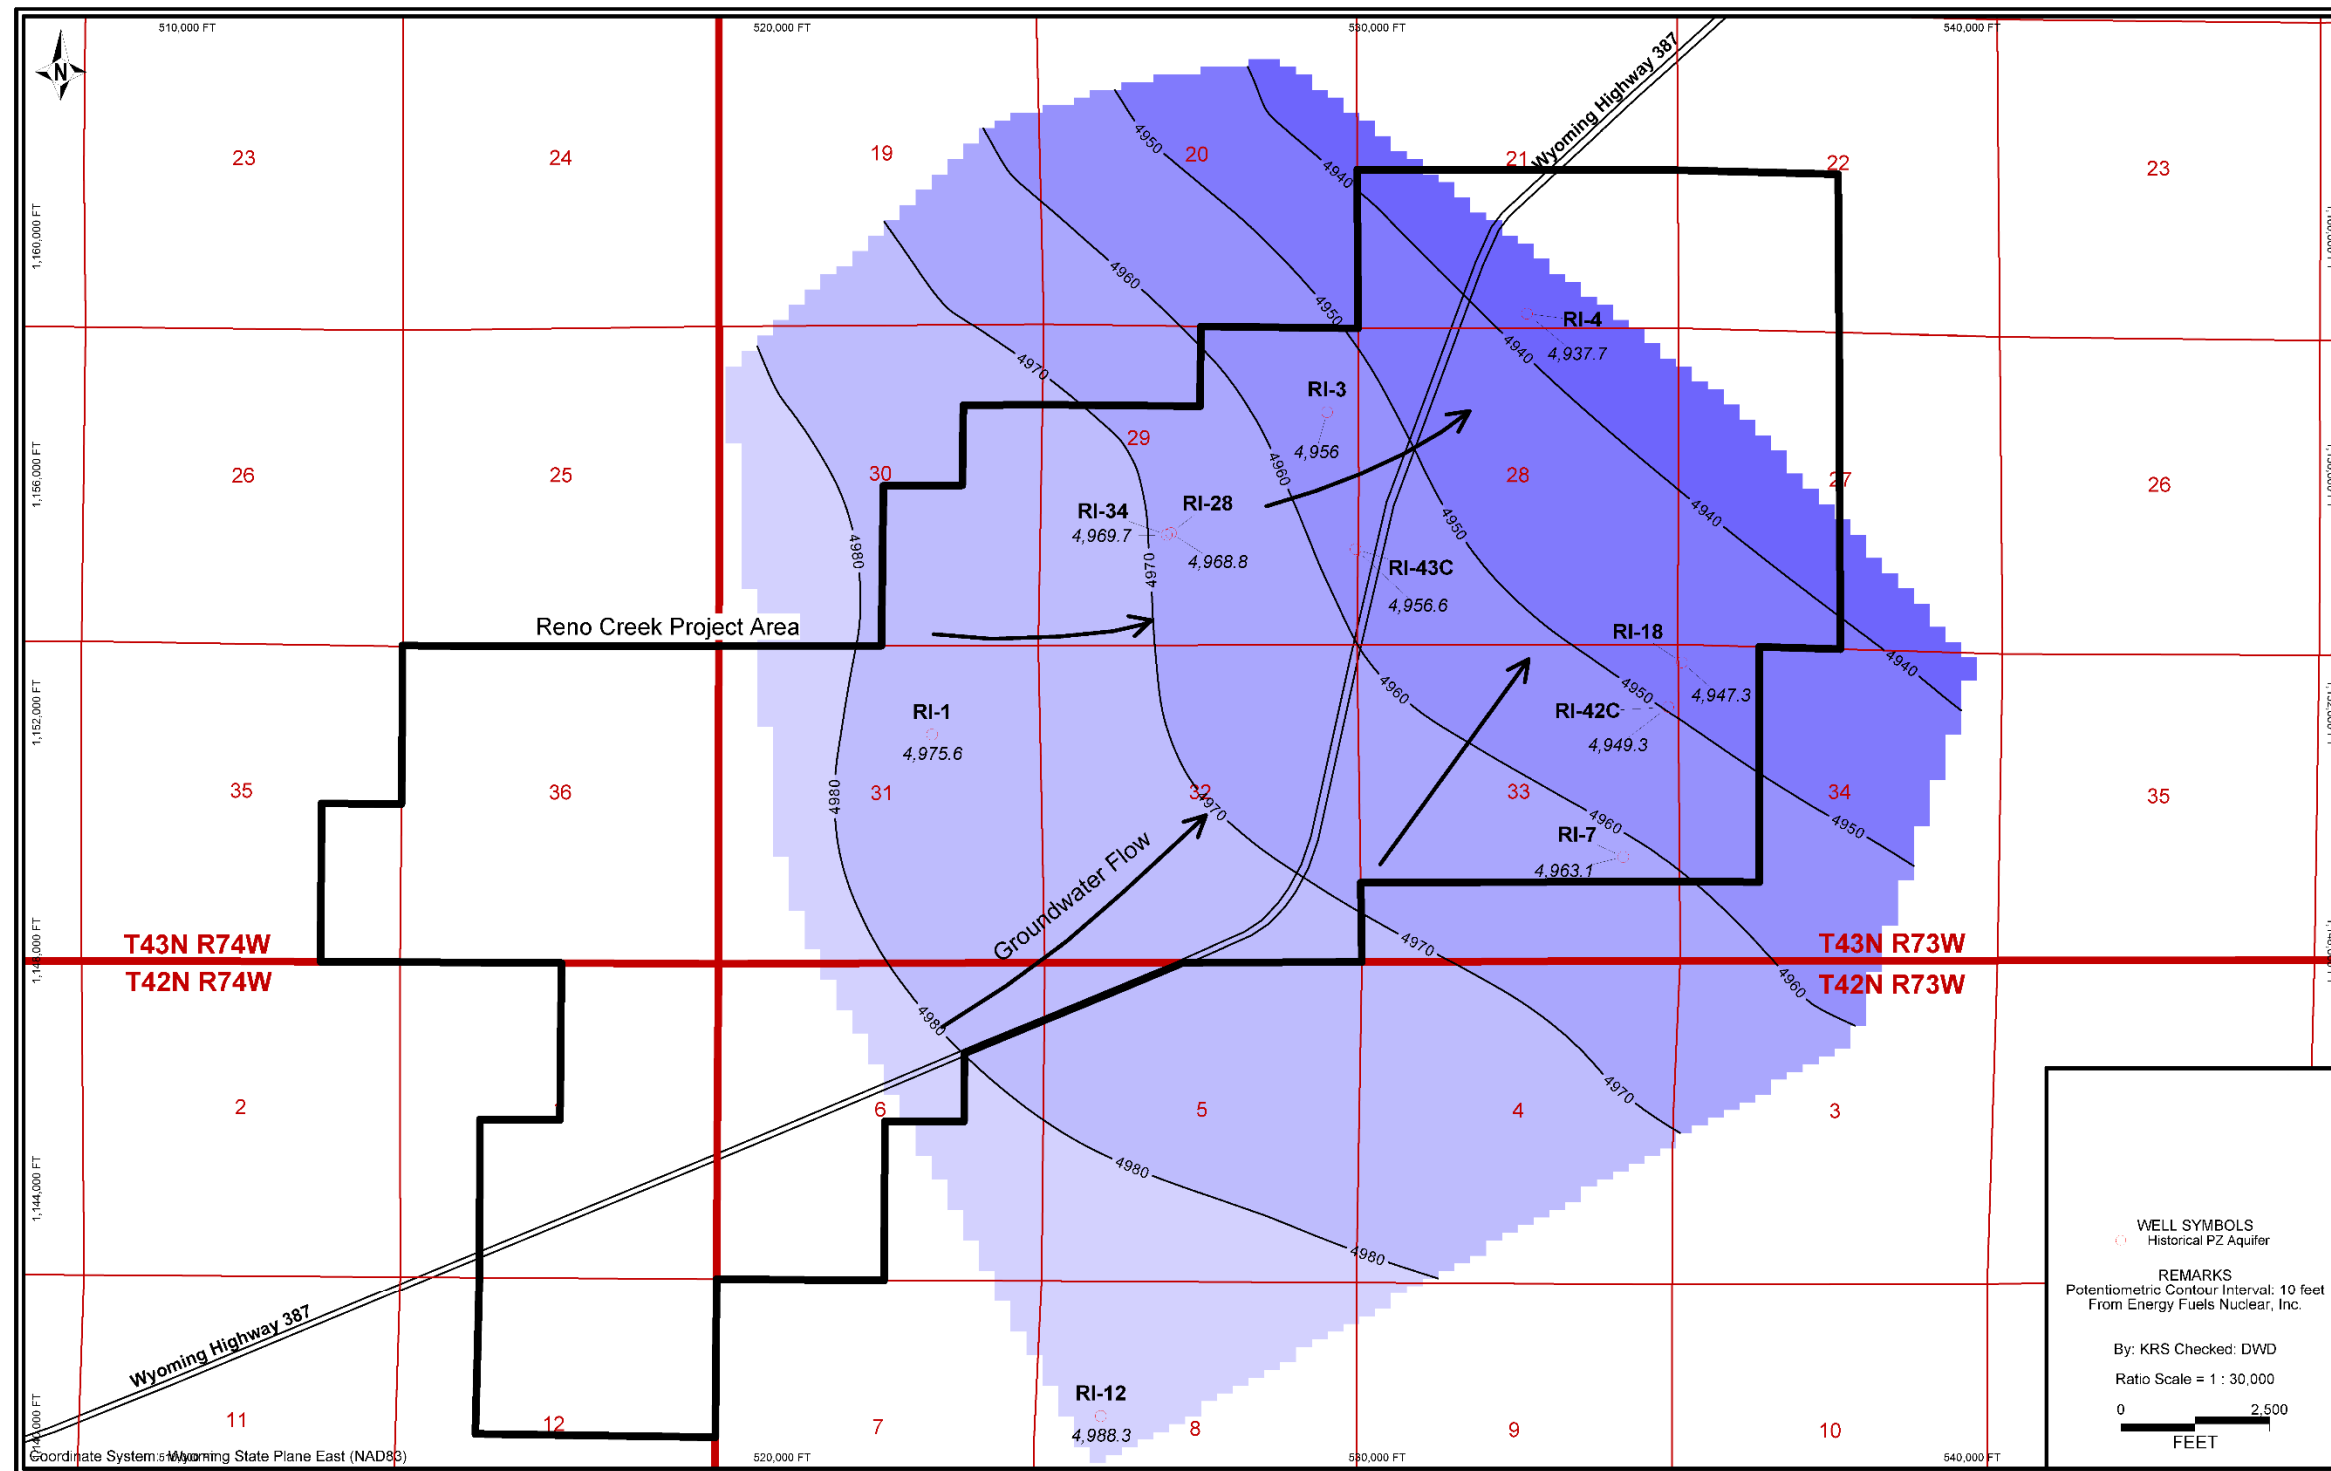 510,000 FT
520,000 FT
530,000 FT
540,000 FT
N
Wyoming Highway 387
23
24
19
20
21
22
23
4950
4940
1,160,000 FT
4960
4950
4940
RI-4
4,937.7
4970
RI-3
4,956
29
30
28
27
26
25
26
1,156,000 FT
4960
4940
4950
4980
4970
RI-34
4,969.7
RI-28
4,968.8
RI-43C
4,956.6
Reno Creek Project Area
RI-18
4,947.3
4940
4960
4950
RI-42C
4,949.3
1,152,000 FT
RI-1
4,975.6
35
36
31
32
33
34
35
4980
4970
4960
4950
RI-7
4,963.1
Groundwater Flow
1,148,000 FT
T43N R74W
T42N R74W
T43N R73W
T42N R73W
4970
4960
4980
2
6
5
4
3
4970
4980
4980
1,144,000 FT
Wyoming Highway 387
RI-12
4,988.3
11
12
7
8
9
10
WELL SYMBOLS
Historical PZ Aquifer
REMARKS
Potentiometric Contour Interval: 10 feet
From Energy Fuels Nuclear, Inc.
By: KRS Checked: DWD
Ratio Scale = 1 : 30,000
0 2,500
FEET
Coordinate System: Wyoming State Plane East (NAD83)
520,000 FT
530,000 FT
540,000 FT